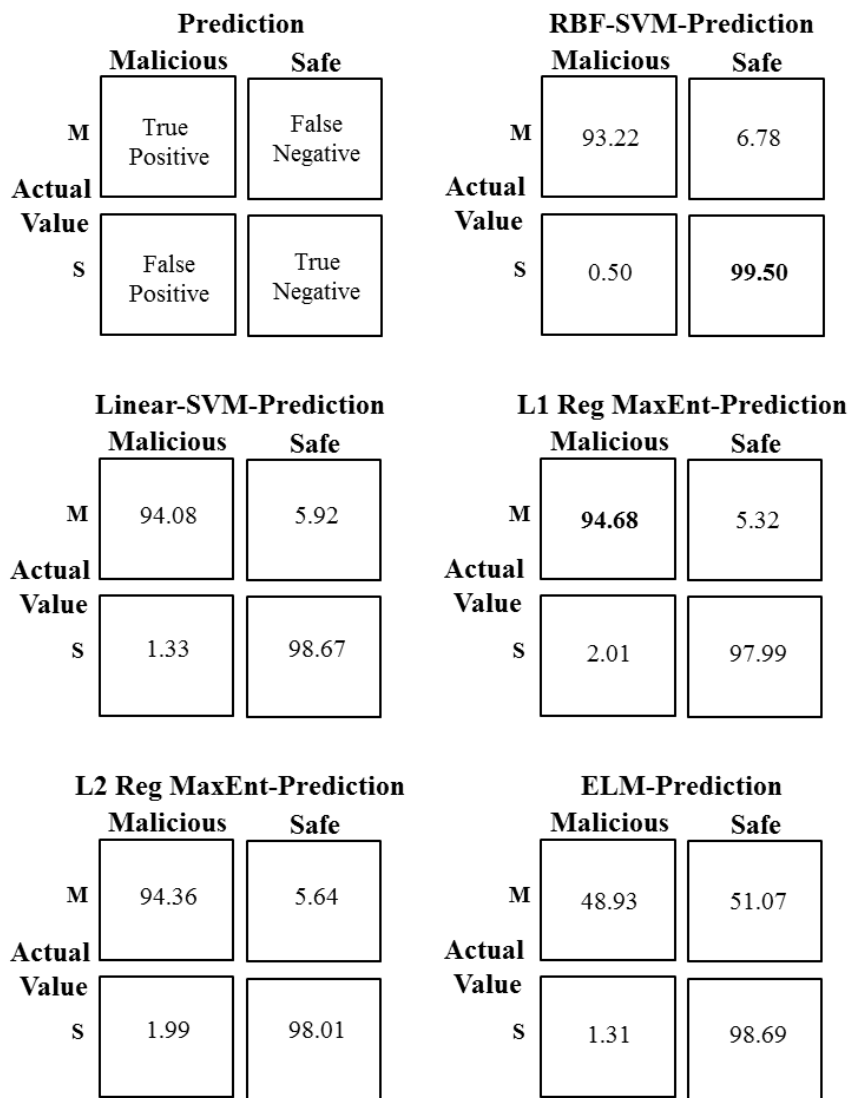 Prediction
Malicious Safe
M True Positive False Negative
Actual
Value
S False Positive True Negative
RBF-SVM-Prediction
Malicious Safe
M 93.22 6.78
Actual
Value
S 0.50 99.50
Linear-SVM-Prediction
Malicious Safe
M 94.08 5.92
Actual
Value
S 1.33 98.67
L1 Reg MaxEnt-Prediction
Malicious Safe
M 94.68 5.32
Actual
Value
S 2.01 97.99
L2 Reg MaxEnt-Prediction
Malicious Safe
M 94.36 5.64
Actual
Value
S 1.99 98.01
ELM-Prediction
Malicious Safe
M 48.93 51.07
Actual
Value
S 1.31 98.69